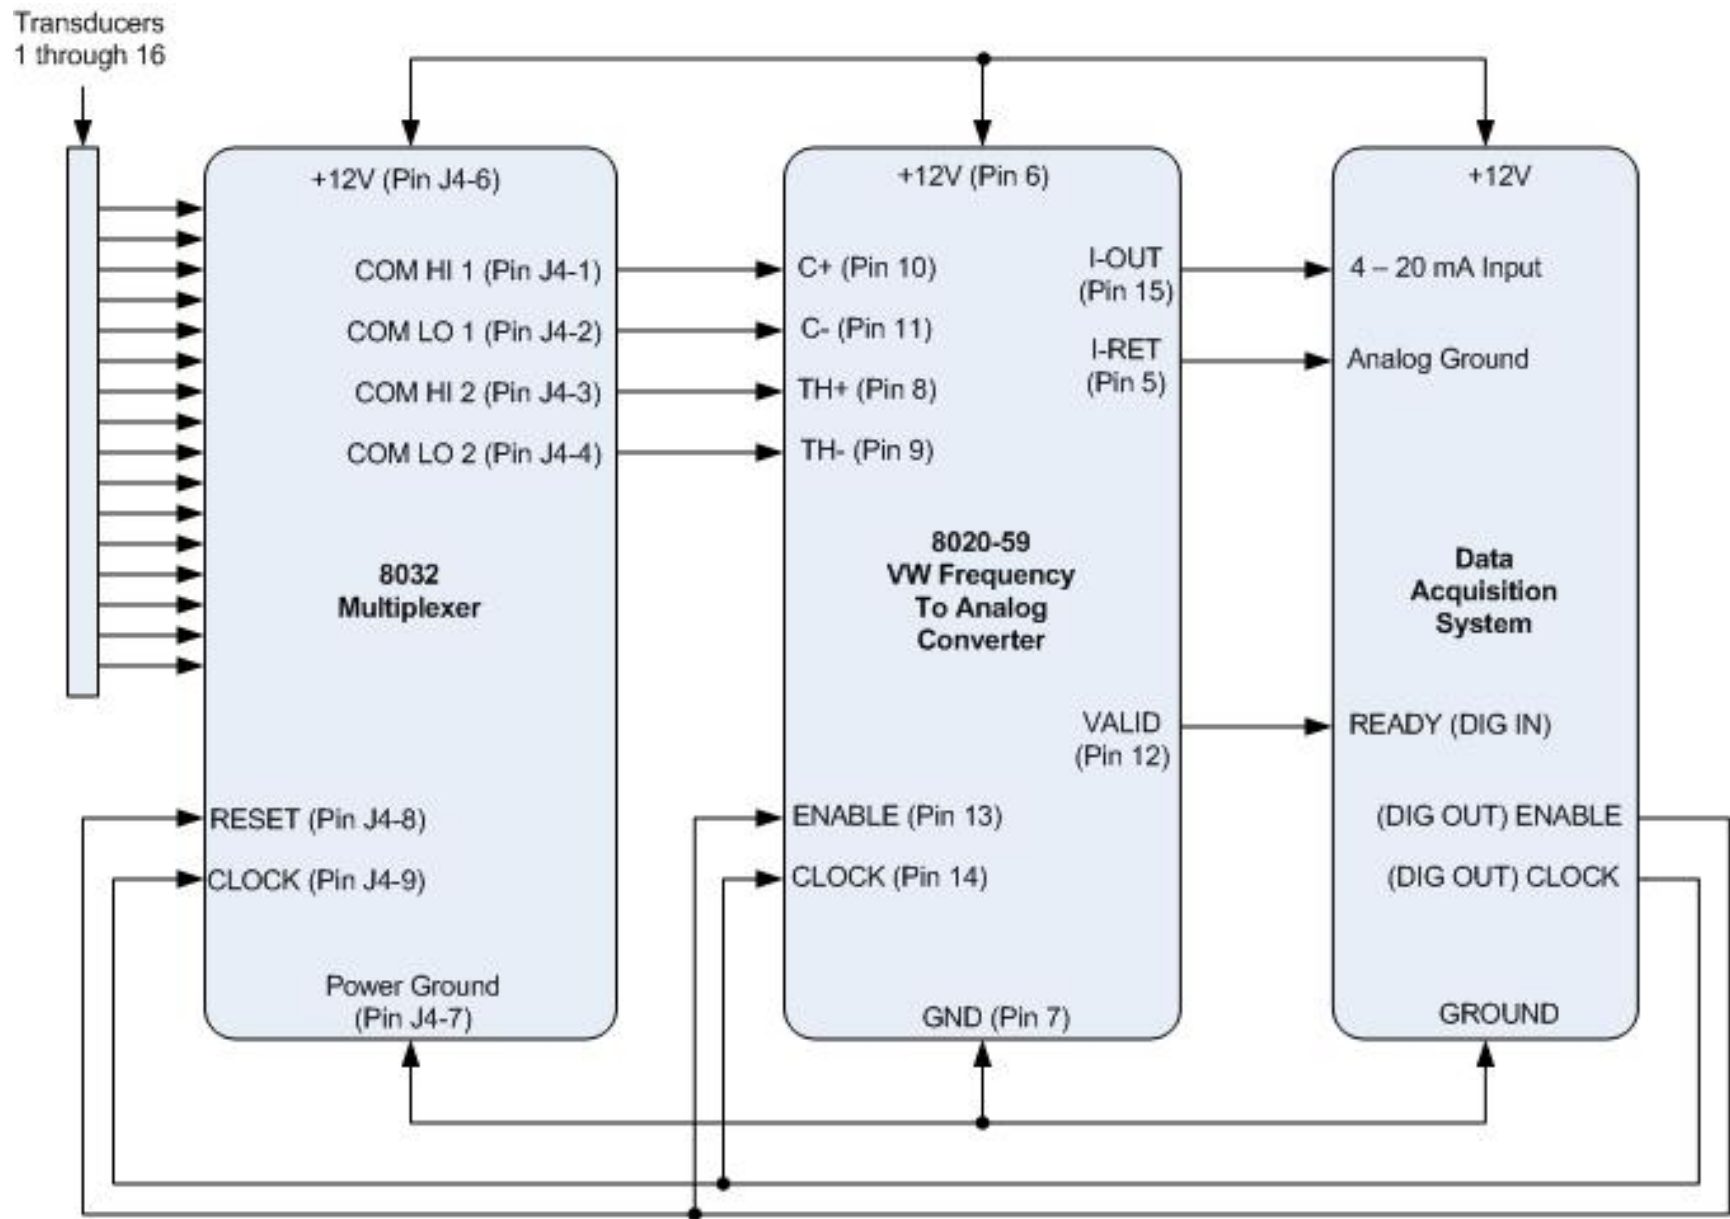 Transducers
1 through 16
+12V (Pin J4-6)
COM HI 1 (Pin J4-1)
COM LO 1 (Pin J4-2)
COM HI 2 (Pin J4-3)
COM LO 2 (Pin J4-4)
8032
Multiplexer
RESET (Pin J4-8)
CLOCK (Pin J4-9)
Power Ground
(Pin J4-7)
+12V (Pin 6)
C+ (Pin 10)
C- (Pin 11)
TH+ (Pin 8)
TH- (Pin 9)
I-OUT
(Pin 15)
I-RET
(Pin 5)
8020-59
VW Frequency
To Analog
Converter
VALID
(Pin 12)
ENABLE (Pin 13)
CLOCK (Pin 14)
GND (Pin 7)
+12V
4 – 20 mA Input
Analog Ground
Data
Acquisition
System
READY (DIG IN)
(DIG OUT) ENABLE
(DIG OUT) CLOCK
GROUND